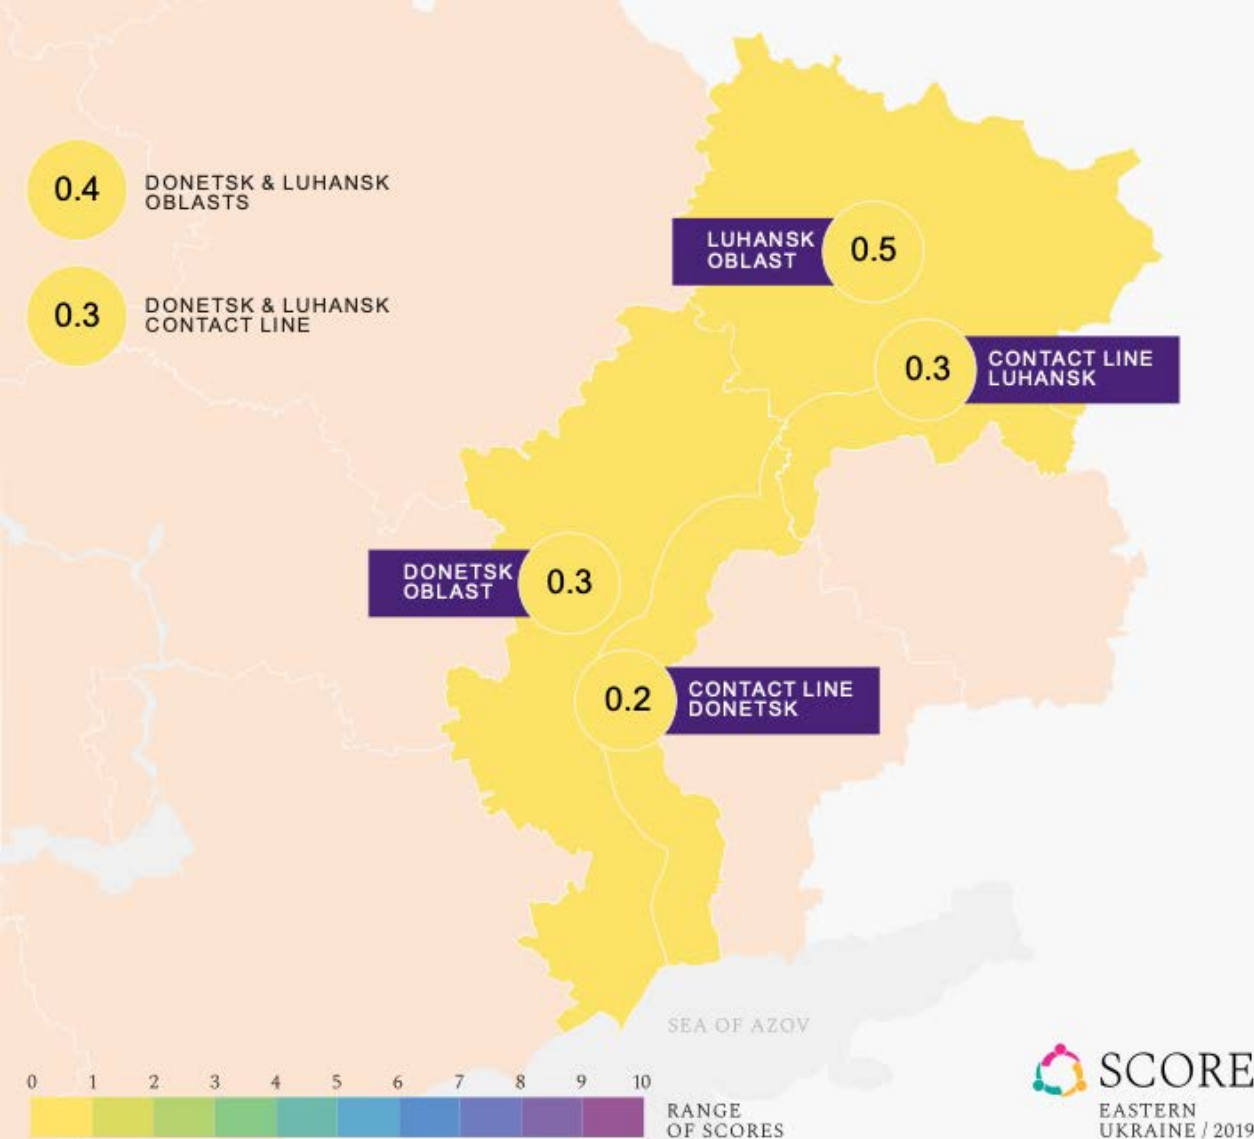 0.4
DONETSK & LUHANSK
OBLASTS
0.3
DONETSK & LUHANSK
CONTACT LINE
LUHANSK
OBLAST
0.5
0.3
CONTACT LINE
LUHANSK
DONETSK
OBLAST
0.3
0.2
CONTACT LINE
DONETSK
SEA OF AZOV
0 1 2 3 4 5 6 7 8 9 10
RANGE
OF SCORES
SCORE
EASTERN
UKRAINE / 2019